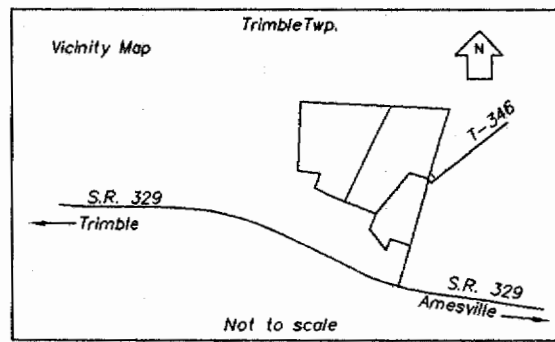 Trimble Twp.
Vicinity Map
N
T-346
S.R. 329
Trimble
S.R. 329
Amesville
Not to scale